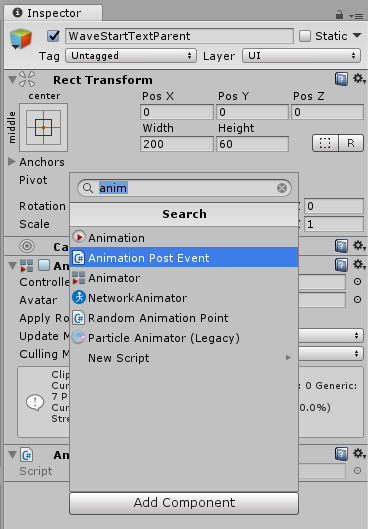 Inspector
WaveStartTextParent
Static
Tag Untagged Layer UI
Rect Transform
center
middle
Pos X Pos Y Pos Z
0 0 0
Width Height
200 60
R
Anchors
Pivot
Rotation 0
Scale 1
anim
Search
Animation
Animation Post Event
Animator
NetworkAnimator
Random Animation Point
Particle Animator (Legacy)
New Script
Add Component
Ca
An
Controlle
Avatar
Apply Ro
Update M
Culling M
Clip
Cur : 0 Generic:
7 P
Cur 0.0%)
Stre
An
Script